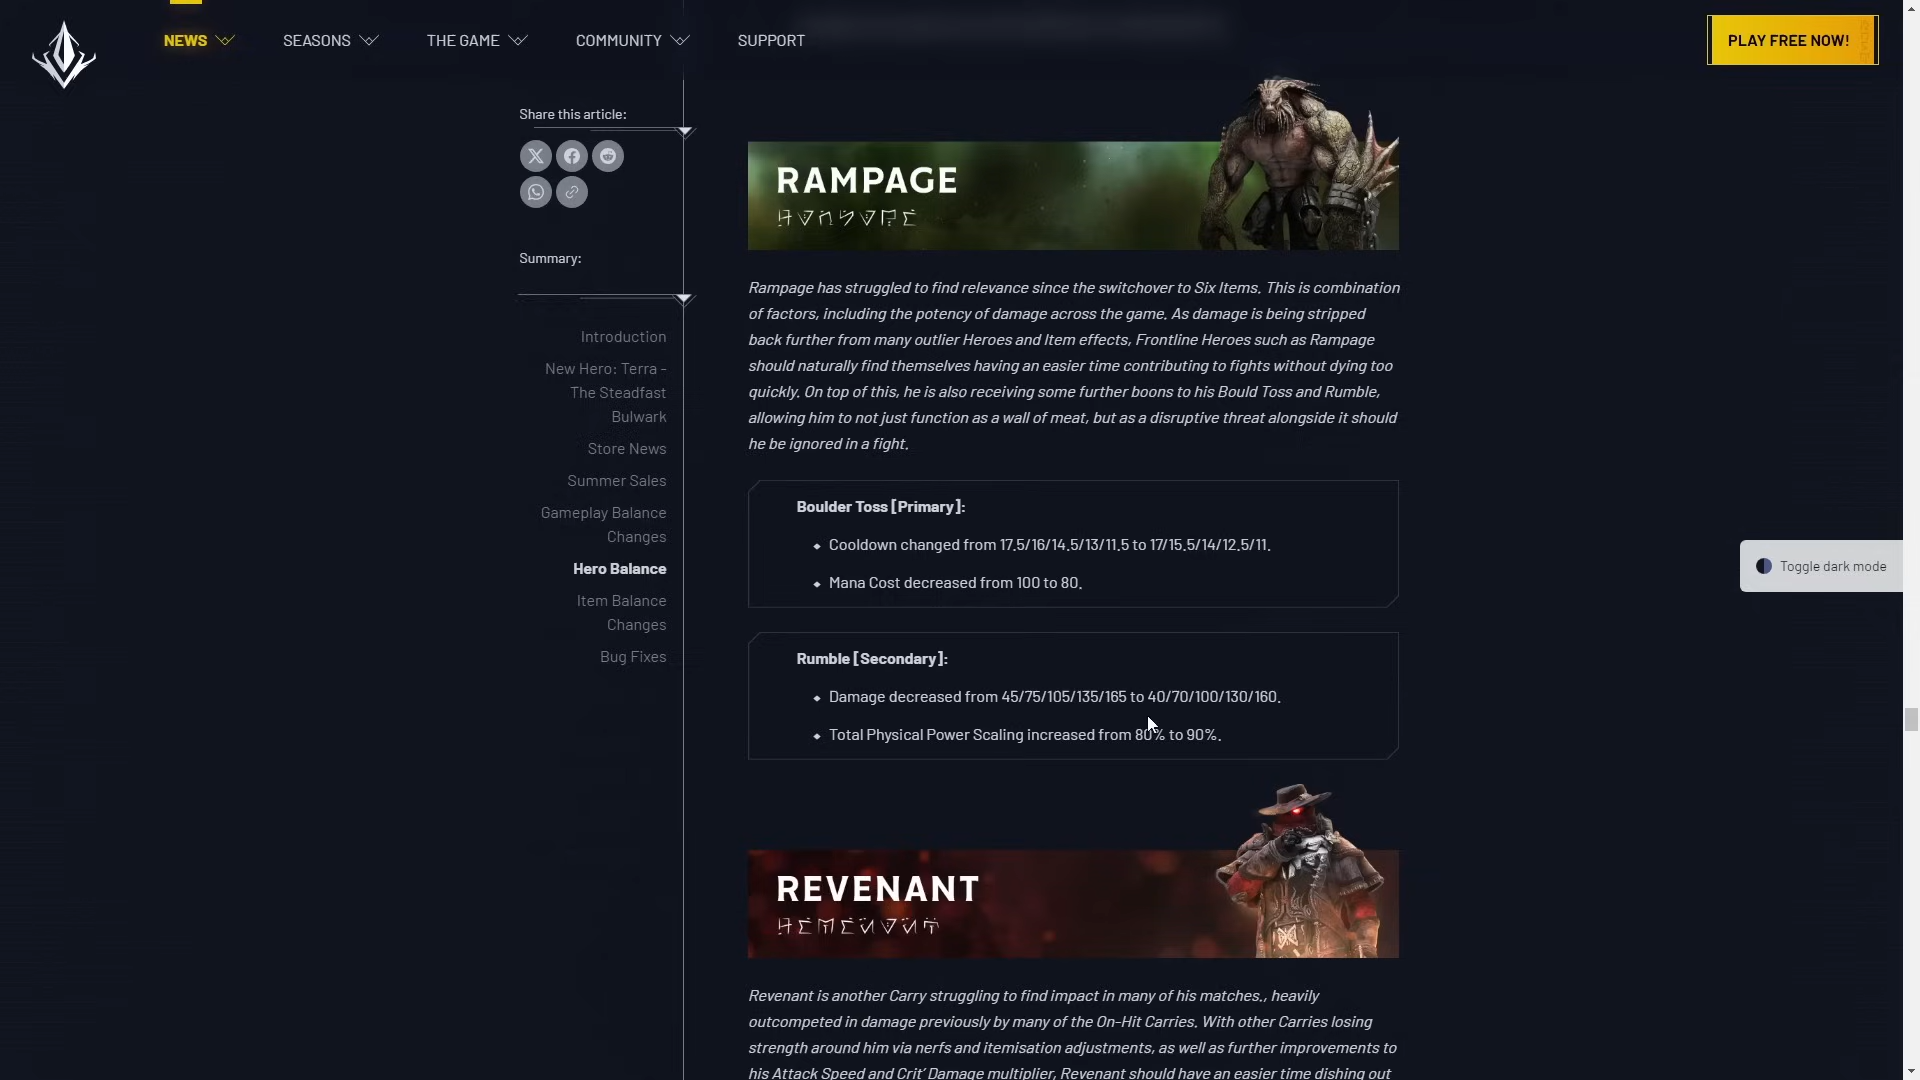 NEWS
SEASONS
THE GAME
COMMUNITY
SUPPORT
PLAY FREE NOW!
Share this article:
Summary:
Introduction
New Hero: Terra -
The Steadfast
Bulwark
Store News
Summer Sales
Gameplay Balance
Changes
Hero Balance
Item Balance
Changes
Bug Fixes
RAMPAGE
Rampage has struggled to find relevance since the switchover to Six Items. This is combination
of factors, including the potency of damage across the game. As damage is being stripped
back further from many outlier Heroes and Item effects, Frontline Heroes such as Rampage
should naturally find themselves having an easier time contributing to fights without dying too
quickly. On top of this, he is also receiving some further boons to his Bould Toss and Rumble,
allowing him to not just function as a wall of meat, but as a disruptive threat alongside it should
he be ignored in a fight.
Boulder Toss [Primary]:
Cooldown changed from 17.5/16/14.5/13/11.5 to 17/15.5/14/12.5/11.
Mana Cost decreased from 100 to 80.
Rumble [Secondary]:
Damage decreased from 45/75/105/135/165 to 40/70/100/130/160.
Total Physical Power Scaling increased from 80% to 90%.
REVENANT
Revenant is another Carry struggling to find impact in many of his matches., heavily
outcompeted in damage previously by many of the On-Hit Carries. With other Carries losing
strength around him via nerfs and itemisation adjustments, as well as further improvements to
his Attack Speed and Crit' Damage multiplier, Revenant should have an easier time dishing out
Toggle dark mode